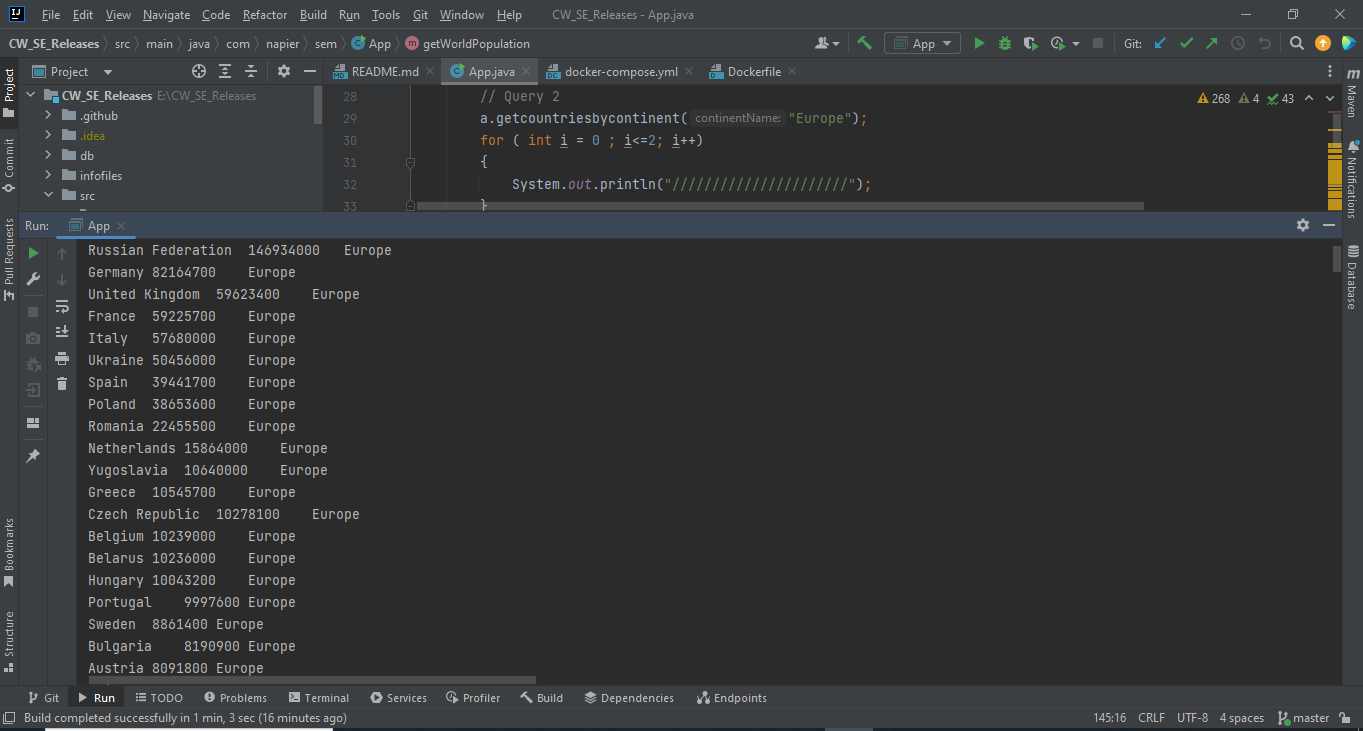 File Edit View Navigate Code Refactor Build Run Tools Git Window Help CW_SE_Releases - App.java
CW_SE_Releases src main java com napier sem App getWorldPopulation App Git:
Project README.md App.java docker-compose.yml Dockerfile
CW_SE_Releases E:\CW_SE_Releases
.github
.idea
db
infofiles
src
28 // Query 2
29 a.getcountriesbycontinent( continentName: "Europe");
30 for ( int i = 0 ; i<=2; i++)
31 {
32 System.out.println("//////////////////////");
33 }
268 4 43
Project
Commit
Pull Requests
Bookmarks
Structure
Maven
Notifications
Database
Run: App
Russian Federation 146934000 Europe
Germany 82164700 Europe
United Kingdom 59623400 Europe
France 59225700 Europe
Italy 57680000 Europe
Ukraine 50456000 Europe
Spain 39441700 Europe
Poland 38653600 Europe
Romania 22455500 Europe
Netherlands 15864000 Europe
Yugoslavia 10640000 Europe
Greece 10545700 Europe
Czech Republic 10278100 Europe
Belgium 10239000 Europe
Belarus 10236000 Europe
Hungary 10043200 Europe
Portugal 9997600 Europe
Sweden 8861400 Europe
Bulgaria 8190900 Europe
Austria 8091800 Europe
Git Run TODO Problems Terminal Services Profiler Build Dependencies Endpoints
Build completed successfully in 1 min, 3 sec (16 minutes ago) 145:16 CRLF UTF-8 4 spaces master